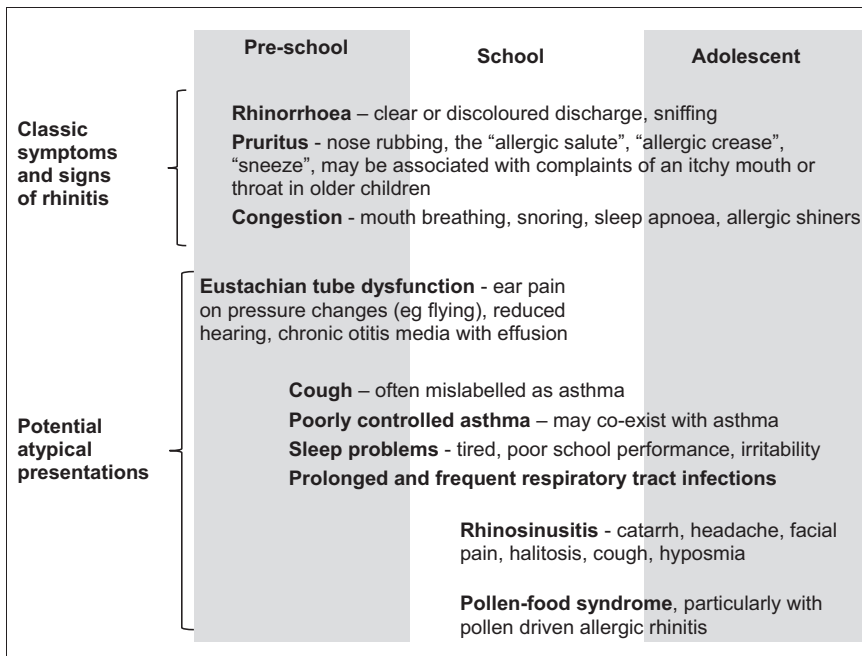 Pre-school
School
Adolescent
Classic
symptoms
and signs
of rhinitis
Rhinorrhoea – clear or discoloured discharge, sniffing
Pruritus - nose rubbing, the “allergic salute”, “allergic crease”,
“sneeze”, may be associated with complaints of an itchy mouth or
throat in older children
Congestion - mouth breathing, snoring, sleep apnoea, allergic shiners
Potential
atypical
presentations
Eustachian tube dysfunction - ear pain
on pressure changes (eg flying), reduced
hearing, chronic otitis media with effusion
Cough – often mislabelled as asthma
Poorly controlled asthma – may co-exist with asthma
Sleep problems - tired, poor school performance, irritability
Prolonged and frequent respiratory tract infections
Rhinosinusitis - catarrh, headache, facial
pain, halitosis, cough, hyposmia
Pollen-food syndrome, particularly with
pollen driven allergic rhinitis